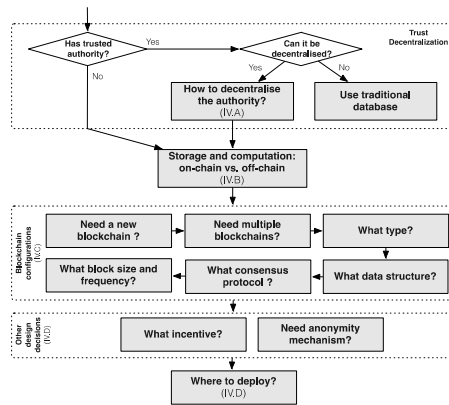 Trust
Decentralization
Has trusted
authority?
Yes
Can it be
decentralised?
No
Yes
No
How to decentralise
the authority?
(IV.A)
Use traditional
database
Storage and computation:
on-chain vs. off-chain
(IV.B)
Blockchain
configurations
(IV.C)
Need a new
blockchain ?
Need multiple
blockchains?
What type?
What block size and
frequency?
What consensus
protocol ?
What data structure?
Other
design
decisions
(IV.D)
What incentive?
Need anonymity
mechanism?
Where to deploy?
(IV.D)